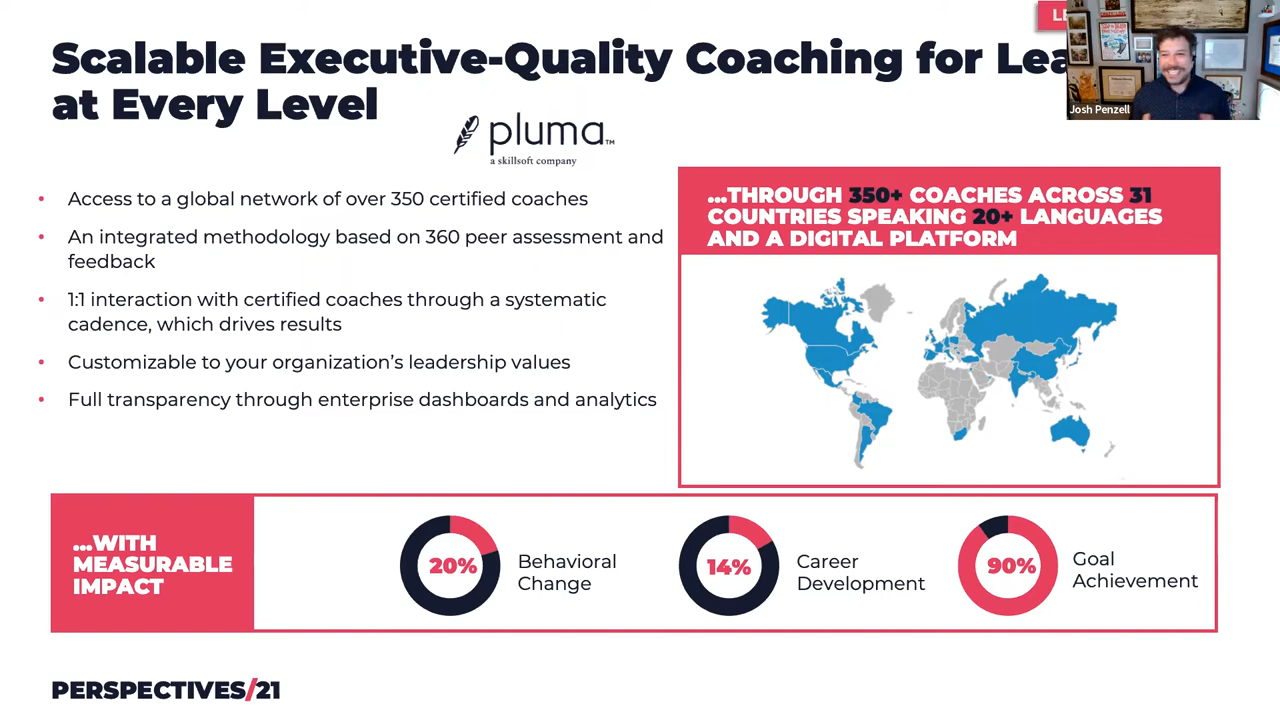 Scalable Executive-Quality Coaching for Lea
at Every Level
LE
Josh Penzell
pluma™
a skillsoft company
• Access to a global network of over 350 certified coaches
• An integrated methodology based on 360 peer assessment and
feedback
• 1:1 interaction with certified coaches through a systematic
cadence, which drives results
• Customizable to your organization’s leadership values
• Full transparency through enterprise dashboards and analytics
...THROUGH 350+ COACHES ACROSS 31
COUNTRIES SPEAKING 20+ LANGUAGES
AND A DIGITAL PLATFORM
...WITH
MEASURABLE
IMPACT
20%
Behavioral
Change
14%
Career
Development
90%
Goal
Achievement
PERSPECTIVES/21